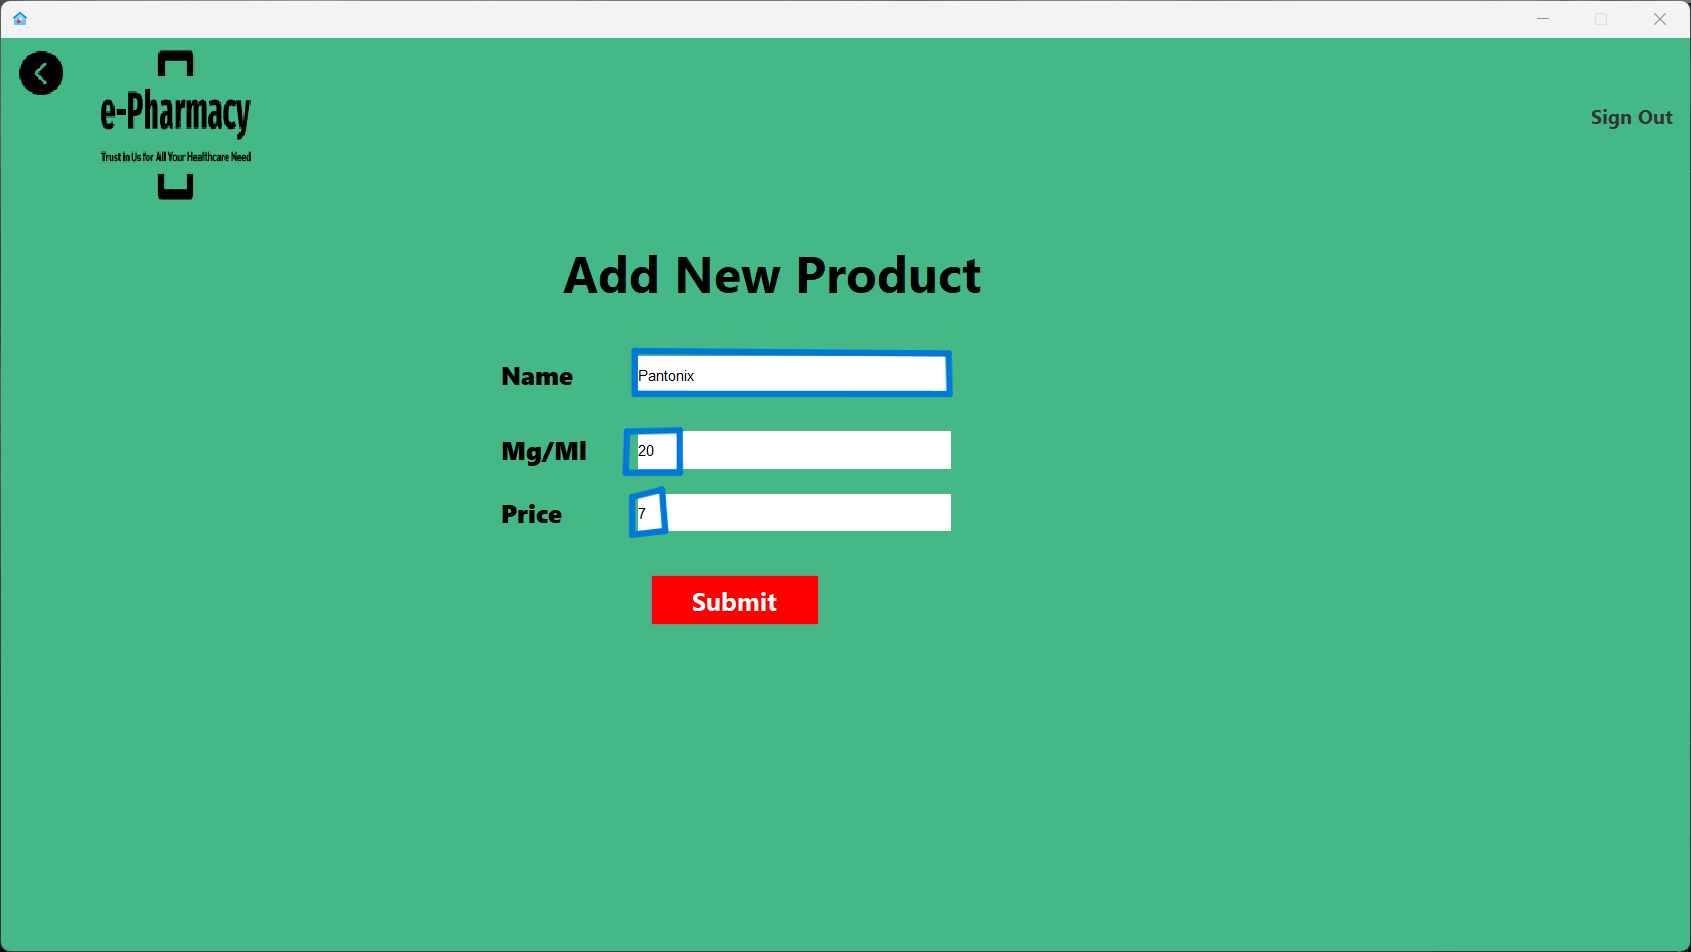 e-Pharmacy
Trust in Us for All Your Healthcare Need
Sign Out
Add New Product
Name Pantonix
Mg/Ml 20
Price 7
Submit